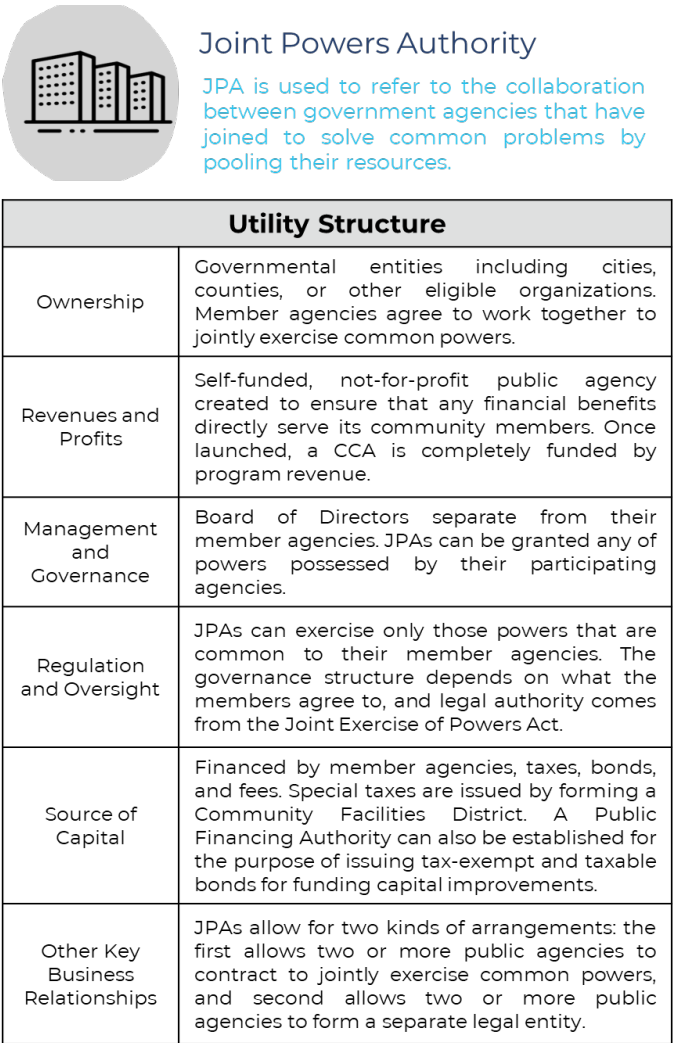 Joint Powers Authority
JPA is used to refer to the collaboration
between government agencies that have
joined to solve common problems by
pooling their resources.
Utility Structure
Ownership
Governmental entities including cities,
counties, or other eligible organizations.
Member agencies agree to work together to
jointly exercise common powers.
Revenues and
Profits
Self-funded, not-for-profit public agency
created to ensure that any financial benefits
directly serve its community members. Once
launched, a CCA is completely funded by
program revenue.
Management
and
Governance
Board of Directors separate from their
member agencies. JPAs can be granted any of
powers possessed by their participating
agencies.
Regulation
and Oversight
JPAs can exercise only those powers that are
common to their member agencies. The
governance structure depends on what the
members agree to, and legal authority comes
from the Joint Exercise of Powers Act.
Source of
Capital
Financed by member agencies, taxes, bonds,
and fees. Special taxes are issued by forming a
Community Facilities District. A Public
Financing Authority can also be established for
the purpose of issuing tax-exempt and taxable
bonds for funding capital improvements.
Other Key
Business
Relationships
JPAs allow for two kinds of arrangements: the
first allows two or more public agencies to
contract to jointly exercise common powers,
and second allows two or more public
agencies to form a separate legal entity.